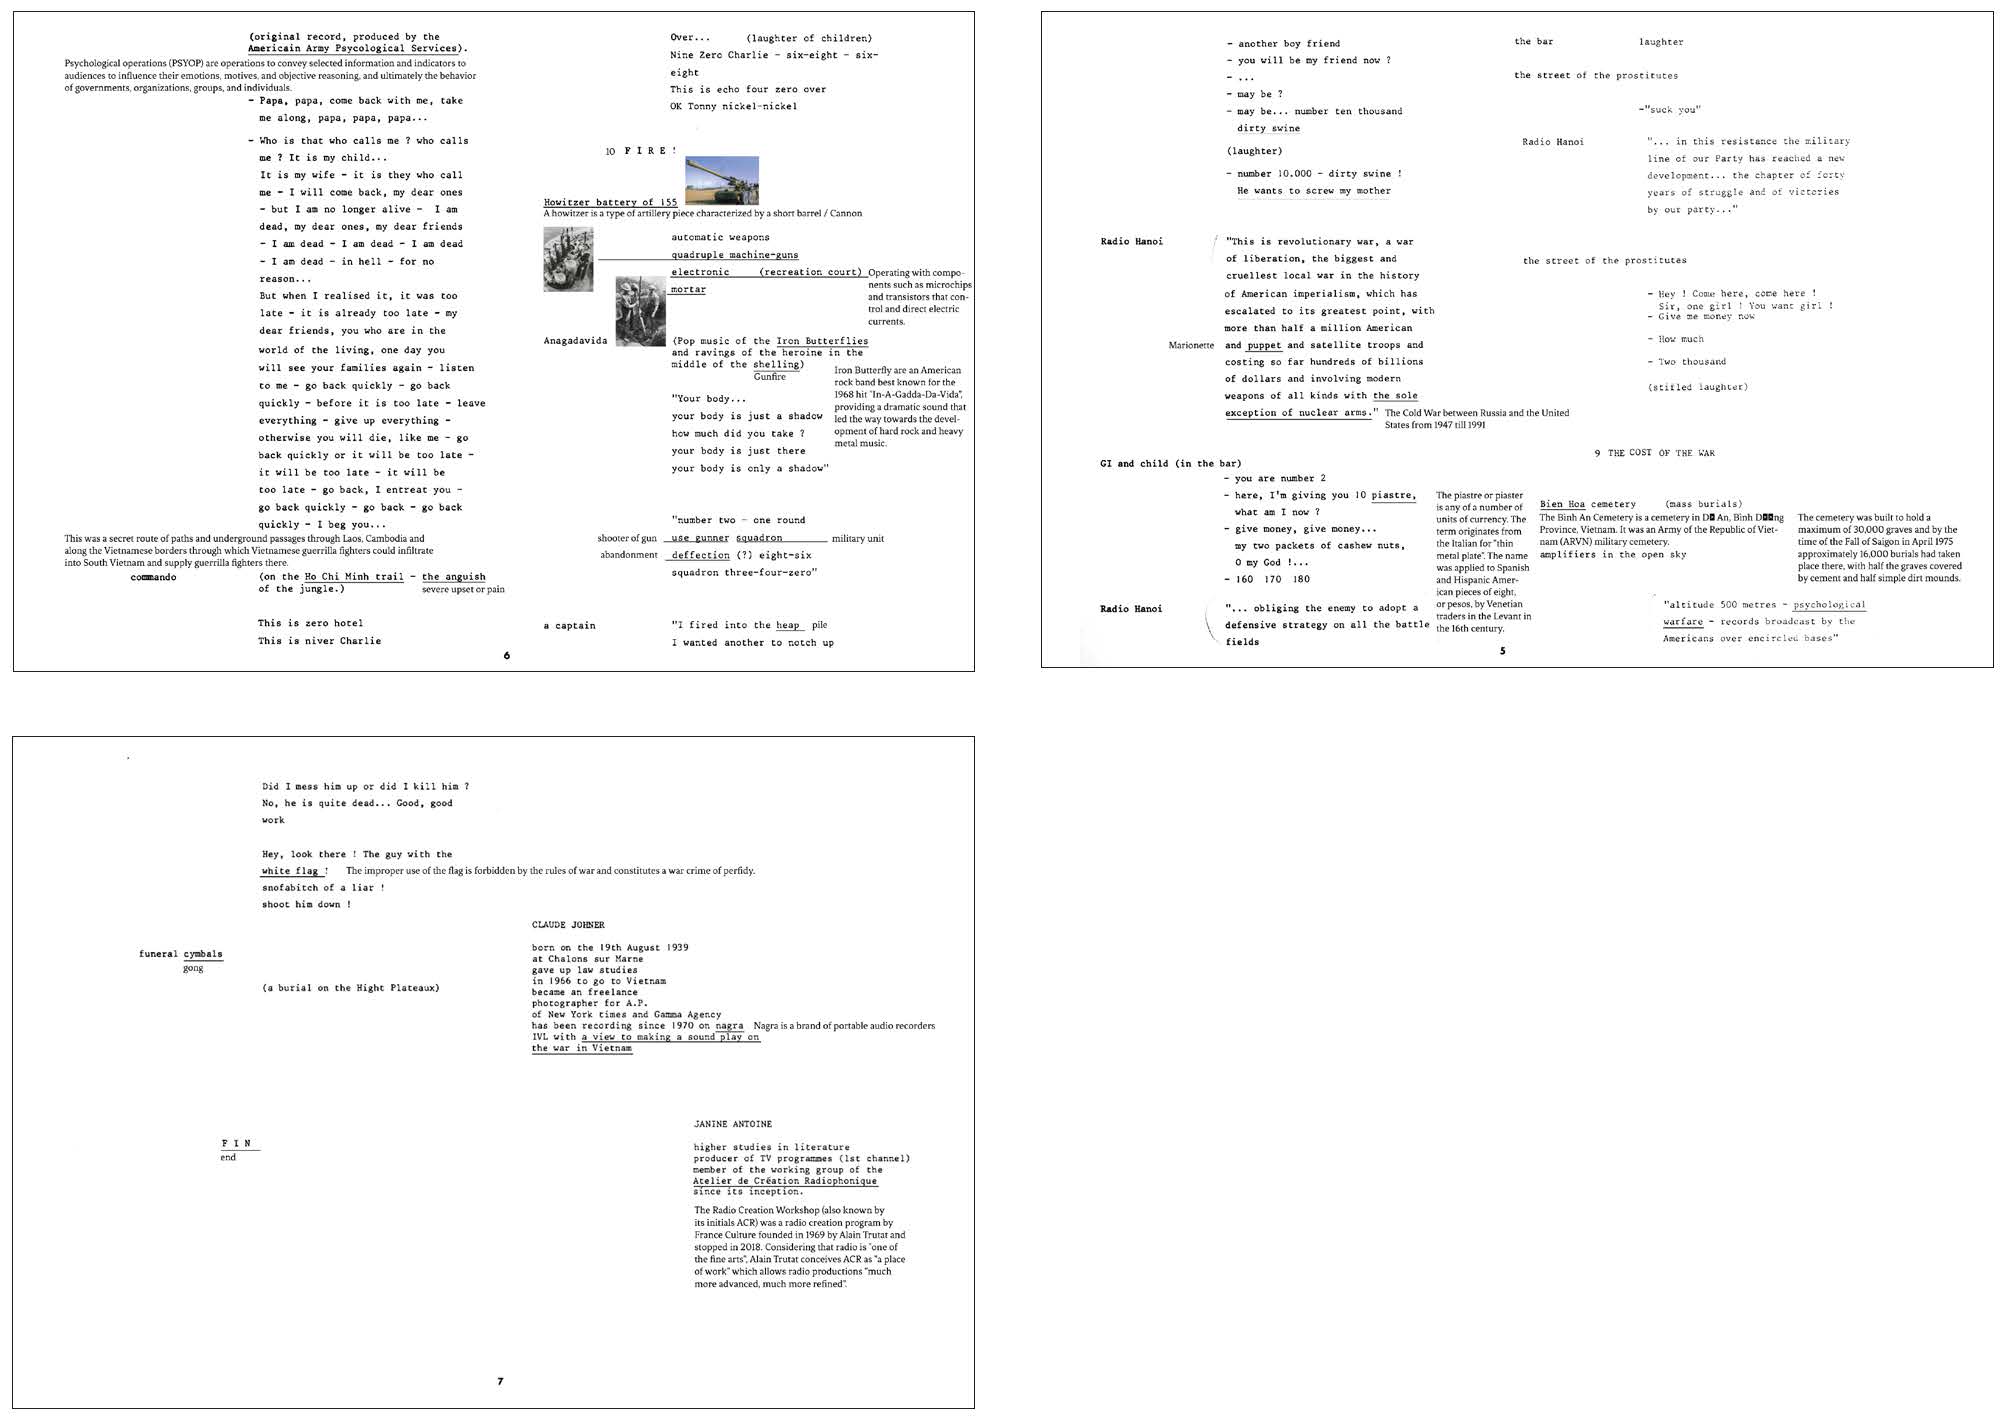 (original record, produced by the
Americain Army Psycological Services).
Psychological operations (PSYOP) are operations to convey selected information and indicators to
audiences to influence their emotions, motives, and objective reasoning, and ultimately the behavior
of governments, organizations, groups, and individuals.
- Papa, papa, come back with me, take
me along, papa, papa, papa...
- Who is that who calls me ? who calls
me ? It is my child...
It is my wife - it is they who call
me - I will come back, my dear ones
- but I am no longer alive - I am
dead, my dear ones, my dear friends
- I am dead - I am dead - I am dead
- I am dead - in hell - for no
reason...
But when I realised it, it was too
late - it is already too late - my
dear friends, you who are in the
world of the living, one day you
will see your families again - listen
to me - go back quickly - go back
quickly - before it is too late - leave
everything - give up everything -
otherwise you will die, like me - go
back quickly or it will be too late -
it will be too late - it will be
too late - go back, I entreat you -
go back quickly - go back - go back
quickly - I beg you...
This was a secret route of paths and underground passages through Laos, Cambodia and
along the Vietnamese borders through which Vietnamese guerrilla fighters could infiltrate
into South Vietnam and supply guerrilla fighters there.
commando
(on the Ho Chi Minh trail - the anguish
of the jungle.)
severe upset or pain
This is zero hotel
This is niver Charlie
Over... (laughter of children)
Nine Zero Charlie - six-eight - six-
eight
This is echo four zero over
OK Tonny nickel-nickel
10 F I R E !
Howitzer battery of 155
A howitzer is a type of artillery piece characterized by a short barrel / Cannon
automatic weapons
quadruple machine-guns
electronic (recreation court)
mortar
Operating with compo-
nents such as microchips
and transistors that con-
trol and direct electric
currents.
Anagadavida
(Pop music of the Iron Butterflies
and ravings of the heroine in the
middle of the shelling)
Gunfire
Iron Butterfly are an American
rock band best known for the
1968 hit "In-A-Gadda-Da-Vida",
providing a dramatic sound that
led the way towards the devel-
opment of hard rock and heavy
metal music.
"Your body...
your body is just a shadow
how much did you take ?
your body is just there
your body is only a shadow"
"number two - one round
shooter of gun use gunner squadron military unit
abandonment deffection (?) eight-six
squadron three-four-zero"
a captain
"I fired into the heap pile
I wanted another to notch up
6
- another boy friend
- you will be my friend now ?
- ...
- may be ?
- may be... number ten thousand
dirty swine
(laughter)
- number 10.000 - dirty swine !
He wants to screw my mother
Radio Hanoi
"This is revolutionary war, a war
of liberation, the biggest and
cruellest local war in the history
of American imperialism, which has
escalated to its greatest point, with
more than half a million American
Marionette and puppet and satellite troops and
costing so far hundreds of billions
of dollars and involving modern
weapons of all kinds with the sole
exception of nuclear arms."
The Cold War between Russia and the United
States from 1947 till 1991
GI and child (in the bar)
- you are number 2
- here, I'm giving you 10 piastre,
what am I now ?
- give money, give money...
my two packets of cashew nuts,
O my God !...
- 160 170 180
The piastre or piaster
is any of a number of
units of currency. The
term originates from
the Italian for "thin
metal plate". The name
was applied to Spanish
and Hispanic Amer-
ican pieces of eight,
or pesos, by Venetian
traders in the Levant in
the 16th century.
Radio Hanoi
"... obliging the enemy to adopt a
defensive strategy on all the battle
fields
the bar laughter
the street of the prostitutes
-"suck you"
Radio Hanoi
"... in this resistance the military
line of our Party has reached a new
development... the chapter of forty
years of struggle and of victories
by our party..."
the street of the prostitutes
- Hey ! Come here, come here !
Sir, one girl ! You want girl !
- Give me money now
- How much
- Two thousand
(stifled laughter)
9 THE COST OF THE WAR
Bien Hoa cemetery (mass burials)
The Binh An Cemetery is a cemetery in An, Binh
Province, Vietnam. It was an Army of the Republic of Viet-
nam (ARVN) military cemetery.
amplifiers in the open sky
The cemetery was built to hold a
maximum of 30,000 graves and by the
time of the Fall of Saigon in April 1975
approximately 16,000 burials had taken
place there, with half the graves covered
by cement and half simple dirt mounds.
"altitude 500 metres - psychological
warfare - records broadcast by the
Americans over encircled bases"
5
Did I mess him up or did I kill him ?
No, he is quite dead... Good, good
work
Hey, look there ! The guy with the
white flag ! The improper use of the flag is forbidden by the rules of war and constitutes a war crime of perfidy.
snofabitch of a liar !
shoot him down !
funeral cymbals
gong
(a burial on the Hight Plateaux)
CLAUDE JOHNER
born on the 19th August 1939
at Chalons sur Marne
gave up law studies
in 1966 to go to Vietnam
became an freelance
photographer for A.P.
of New York times and Gamma Agency
has been recording since 1970 on nagra Nagra is a brand of portable audio recorders
IVL with a view to making a sound play on
the war in Vietnam
F I N
end
JANINE ANTOINE
higher studies in literature
producer of TV programmes (1st channel)
member of the working group of the
Atelier de Création Radiophonique
since its inception.
The Radio Creation Workshop (also known by
its initials ACR) was a radio creation program by
France Culture founded in 1969 by Alain Trutat and
stopped in 2018. Considering that radio is "one of
the fine arts", Alain Trutat conceives ACR as "a place
of work" which allows radio productions "much
more advanced, much more refined".
7